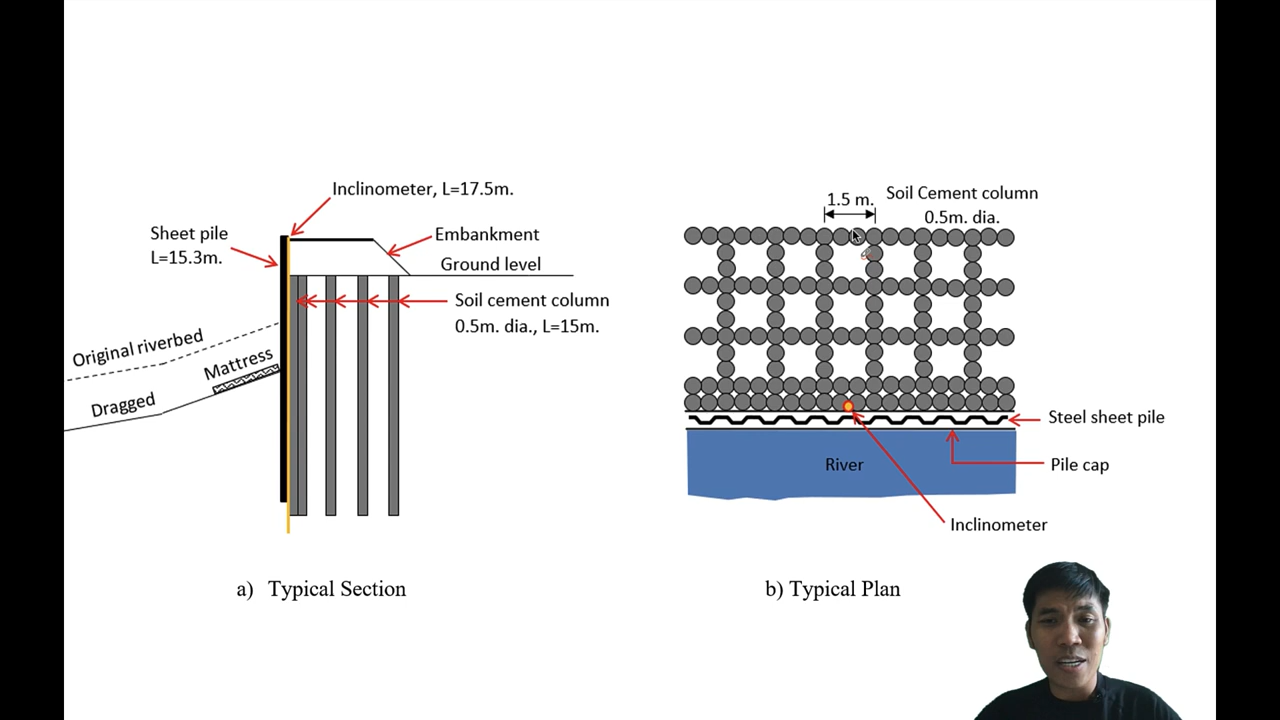 Inclinometer, L=17.5m.
Sheet pile
L=15.3m.
Embankment
Ground level
Soil cement column
0.5m. dia., L=15m.
Original riverbed
Mattress
Dragged
a) Typical Section
1.5 m.
Soil Cement column
0.5m. dia.
Steel sheet pile
River
Pile cap
Inclinometer
b) Typical Plan